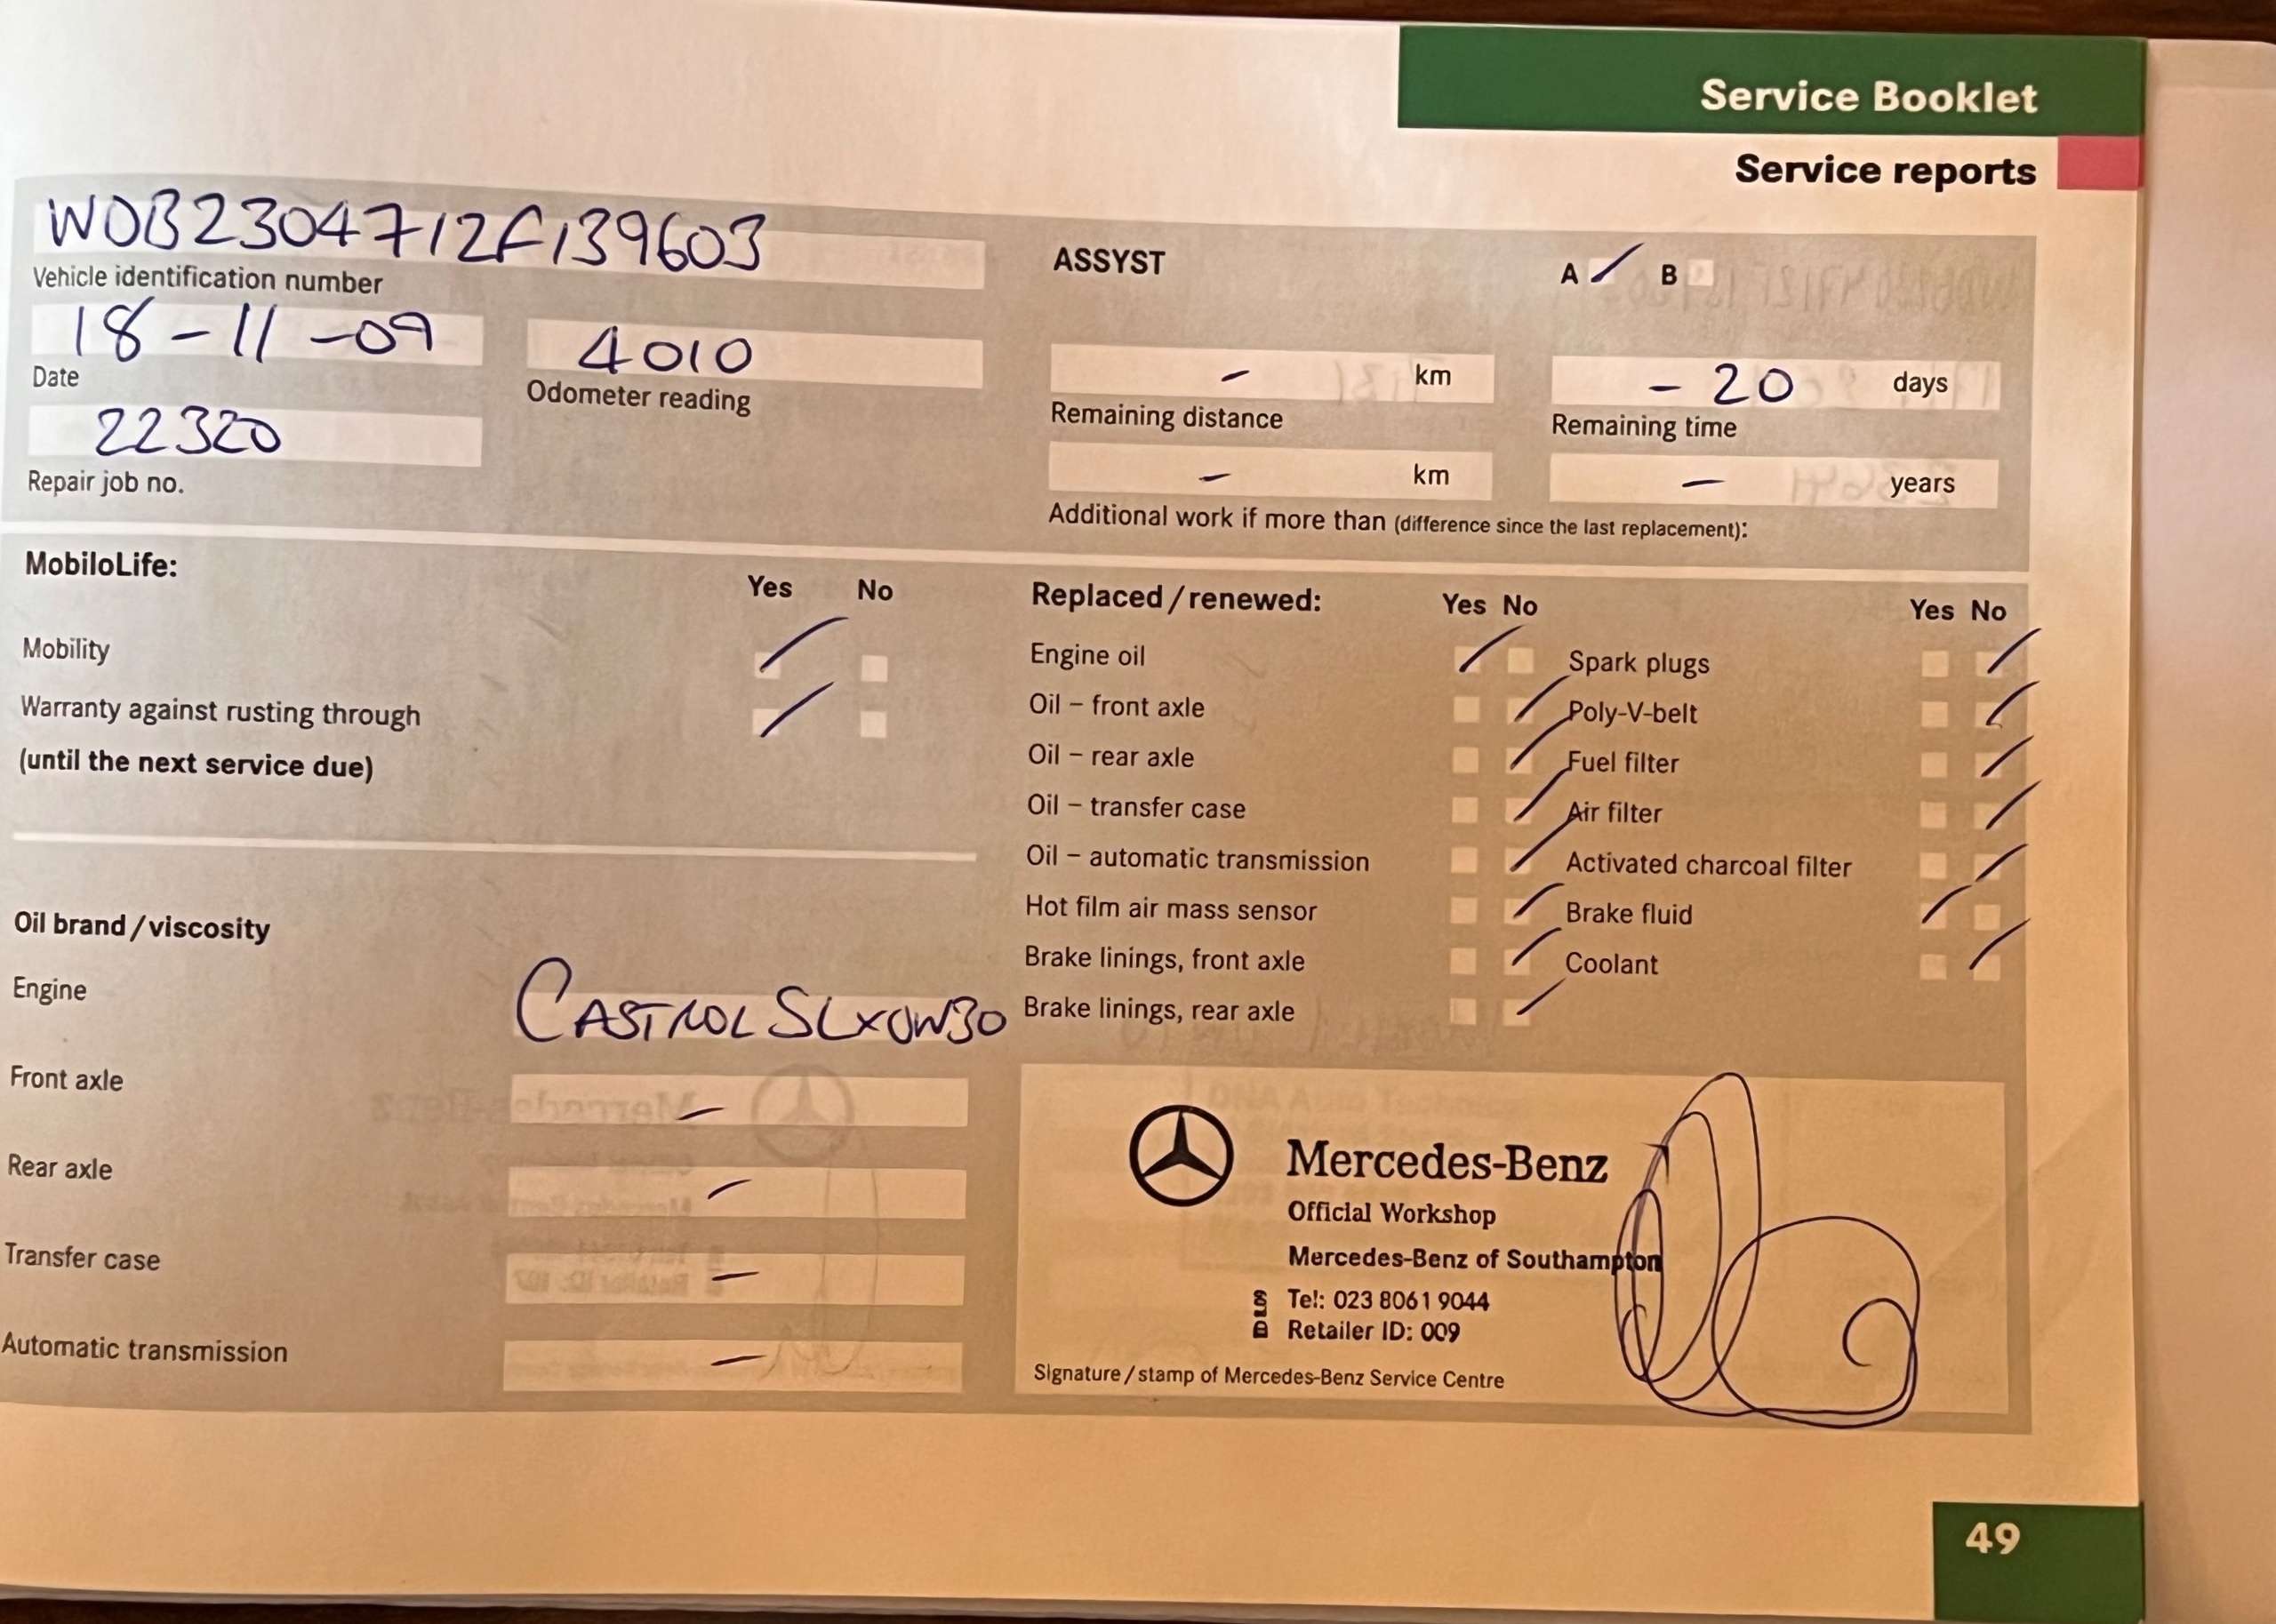 Service Booklet
Service reports
WDB2304712F139603
Vehicle identification number
18-11-09
Date
4010
Odometer reading
22320
Repair job no.
ASSYST
A B
- km
Remaining distance
- 20 days
Remaining time
- km
- years
Additional work if more than (difference since the last replacement):
MobiloLife:
Yes No
Mobility
Warranty against rusting through
(until the next service due)
Oil brand/viscosity
Engine
CASTROL SLX 0W30
Front axle -
Rear axle -
Transfer case -
Automatic transmission -
Replaced/renewed: Yes No
Engine oil
Oil – front axle
Oil – rear axle
Oil – transfer case
Oil – automatic transmission
Hot film air mass sensor
Brake linings, front axle
Brake linings, rear axle
Yes No
Spark plugs
Poly-V-belt
Fuel filter
Air filter
Activated charcoal filter
Brake fluid
Coolant
Mercedes-Benz
Official Workshop
Mercedes-Benz of Southampton
Tel: 023 8061 9044
Retailer ID: 009
Signature/stamp of Mercedes-Benz Service Centre
49